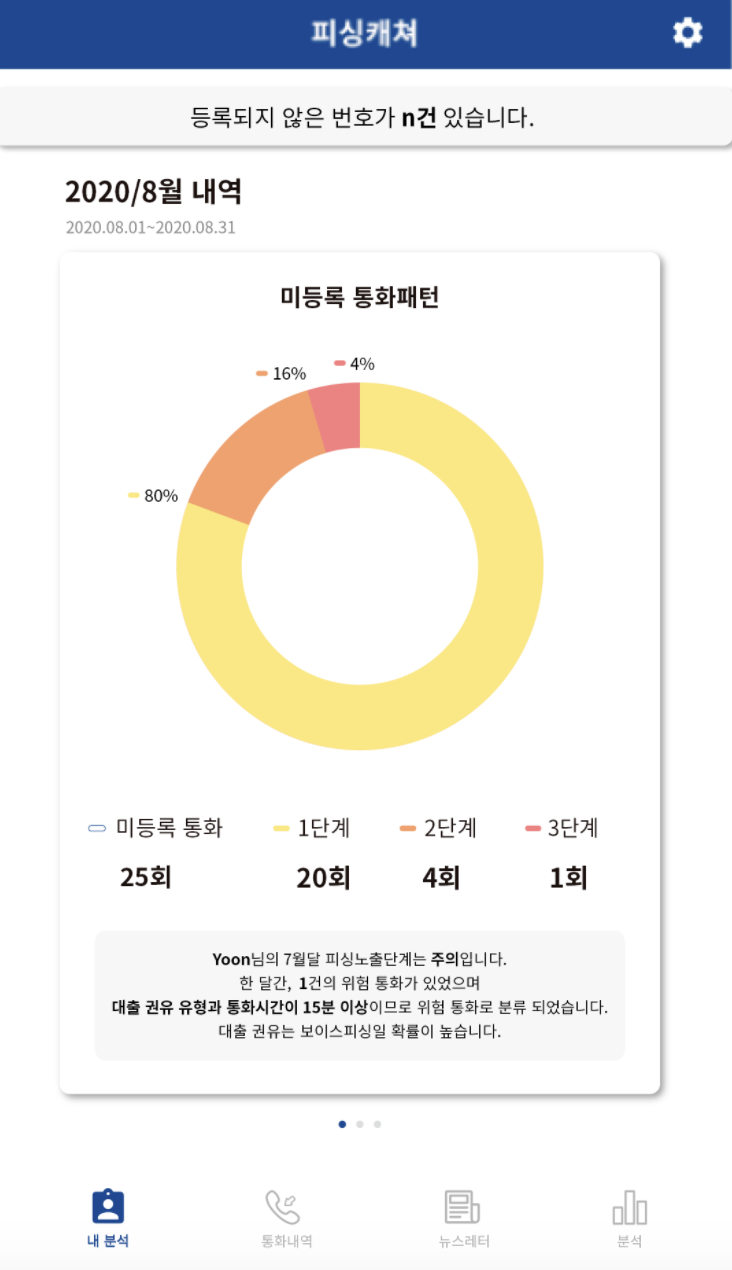 피싱캐쳐
등록되지 않은 번호가 n건 있습니다.
2020/8월 내역
2020.08.01~2020.08.31
미등록 통화패턴
16%
4%
80%
미등록 통화 1단계 2단계 3단계
25회 20회 4회 1회
Yoon님의 7월달 피싱노출단계는 주의입니다.
한 달간, 1건의 위험 통화가 있었으며
대출 권유 유형과 통화시간이 15분 이상이므로 위험 통화로 분류 되었습니다.
대출 권유는 보이스피싱일 확률이 높습니다.
내 분석 통화내역 뉴스레터 분석